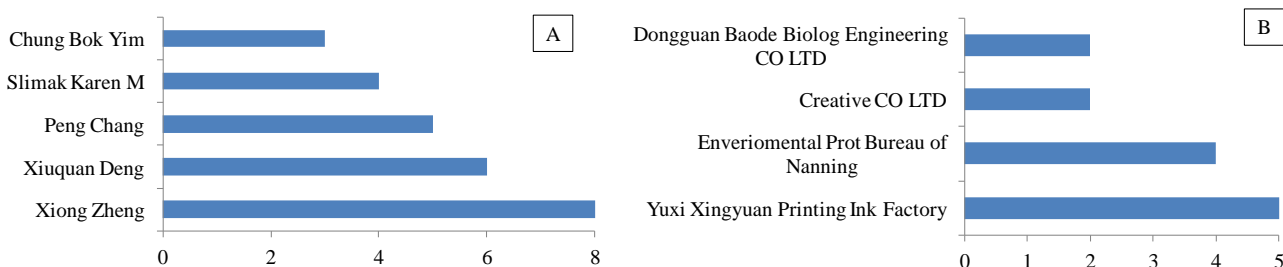 A
Chung Bok Yim
Slimak Karen M
Peng Chang
Xiuquan Deng
Xiong Zheng
0 2 4 6 8
B
Dongguan Baode Biolog Engineering
CO LTD
Creative CO LTD
Enveriomental Prot Bureau of
Nanning
Yuxi Xingyuan Printing Ink Factory
0 1 2 3 4 5